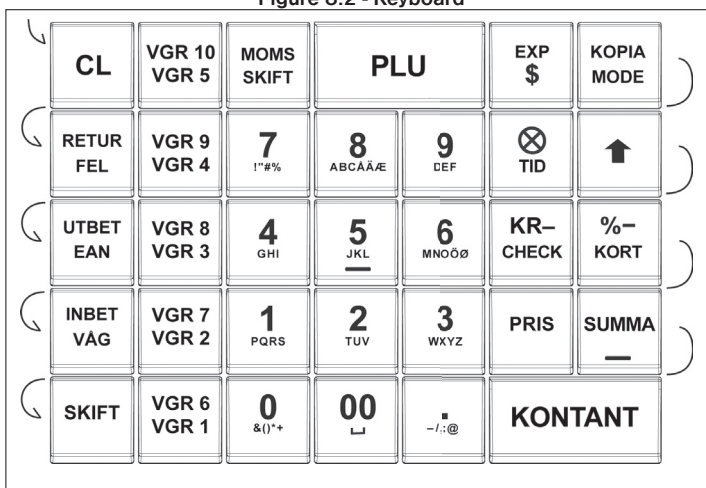 Figure 8.2 - Keyboard
CL
VGR 10
VGR 5
MOMS
SKIFT
PLU
EXP
$
KOPIA
MODE
RETUR
FEL
VGR 9
VGR 4
7
!"#%
8
ABCÅÄÆ
9
DEF
TID
UTBET
EAN
VGR 8
VGR 3
4
GHI
5
JKL
6
MNOÖØ
KR–
CHECK
%–
KORT
INBET
VÅG
VGR 7
VGR 2
1
PQRS
2
TUV
3
WXYZ
PRIS
SUMMA
SKIFT
VGR 6
VGR 1
0
&()*+
00
.
–/,:@
KONTANT